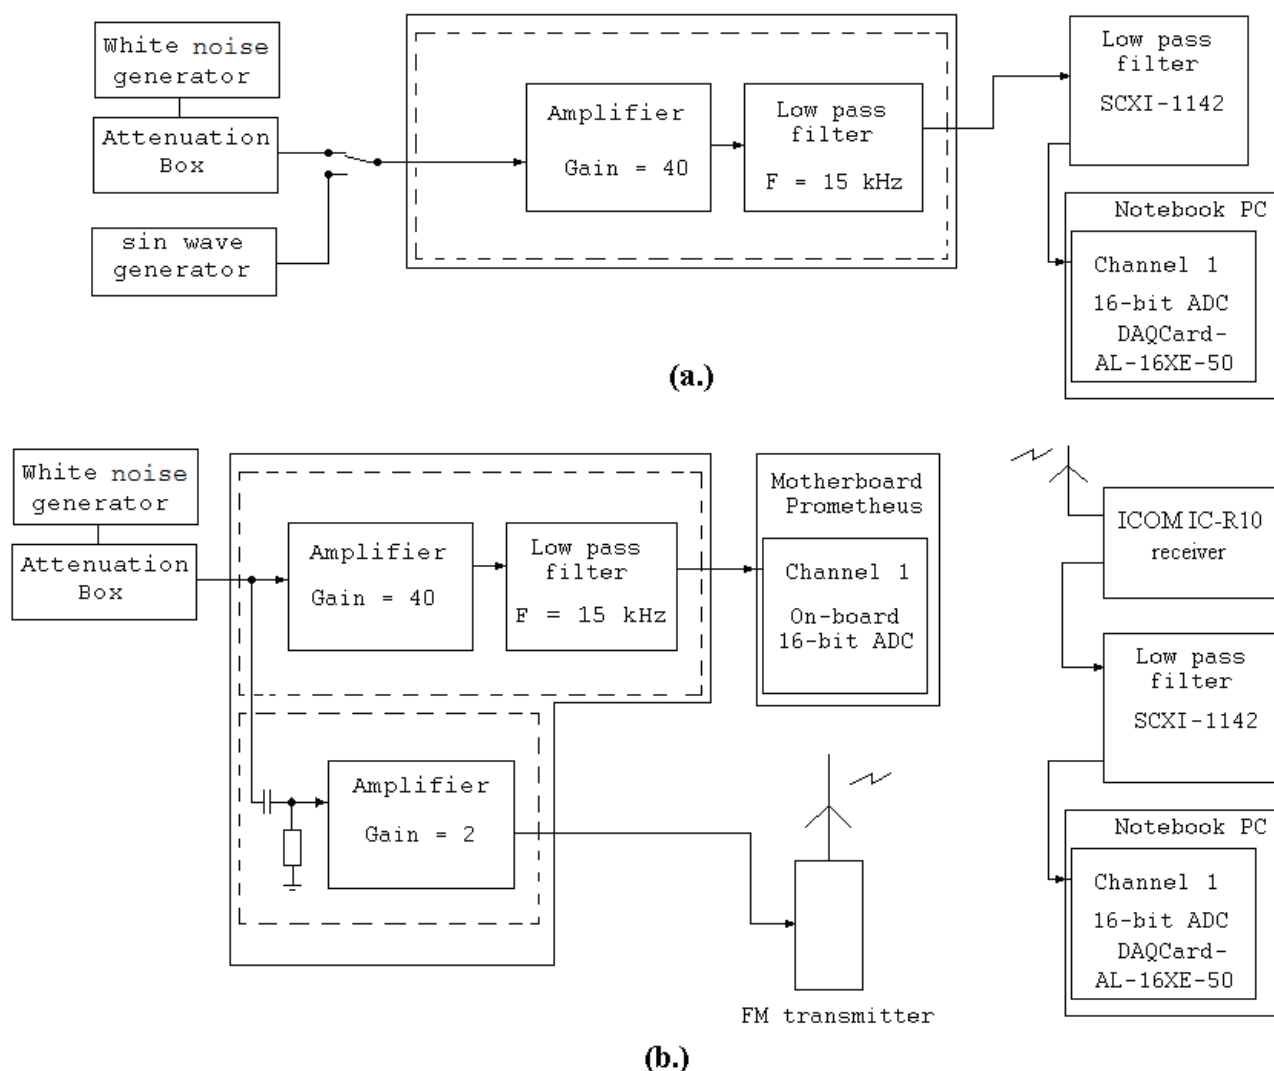 White noise
generator
Attenuation
Box
sin wave
generator
Amplifier
Gain = 40
Low pass
filter
F = 15 kHz
Low pass
filter
SCXI-1142
Notebook PC
Channel 1
16-bit ADC
DAQCard-
AL-16XE-50
(a.)
White noise
generator
Attenuation
Box
Amplifier
Gain = 40
Low pass
filter
F = 15 kHz
Motherboard
Prometheus
Channel 1
On-board
16-bit ADC
Amplifier
Gain = 2
FM transmitter
ICOM IC-R10
receiver
Low pass
filter
SCXI-1142
Notebook PC
Channel 1
16-bit ADC
DAQCard-
AL-16XE-50
(b.)